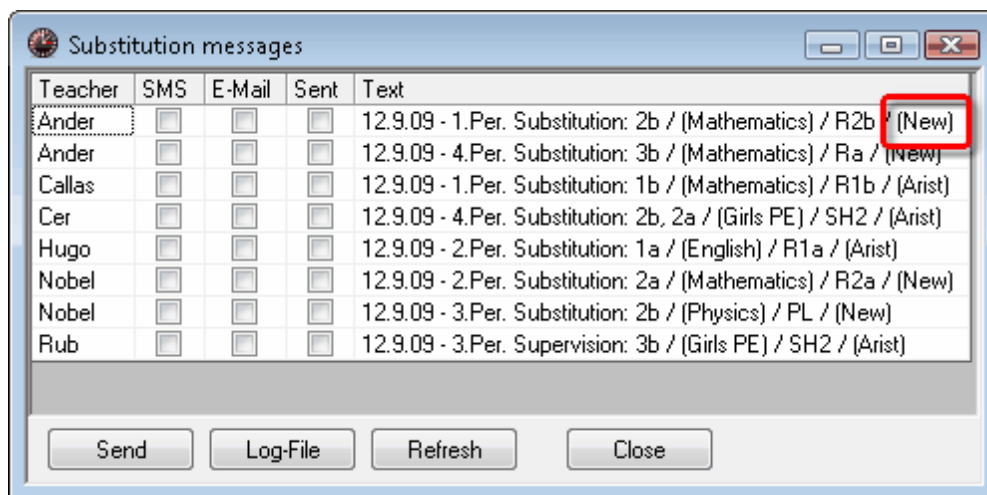 Substitution messages
Teacher SMS E-Mail Sent Text
Ander 12.9.09 - 1.Per. Substitution: 2b / (Mathematics) / R2b / (New)
Ander 12.9.09 - 4.Per. Substitution: 3b / (Mathematics) / Ra / (New)
Callas 12.9.09 - 1.Per. Substitution: 1b / (Mathematics) / R1b / (Arist)
Cer 12.9.09 - 4.Per. Substitution: 2b, 2a / (Girls PE) / SH2 / (Arist)
Hugo 12.9.09 - 2.Per. Substitution: 1a / (English) / R1a / (Arist)
Nobel 12.9.09 - 2.Per. Substitution: 2a / (Mathematics) / R2a / (New)
Nobel 12.9.09 - 3.Per. Substitution: 2b / (Physics) / PL / (New)
Rub 12.9.09 - 3.Per. Supervision: 3b / (Girls PE) / SH2 / (Arist)
Send Log-File Refresh Close